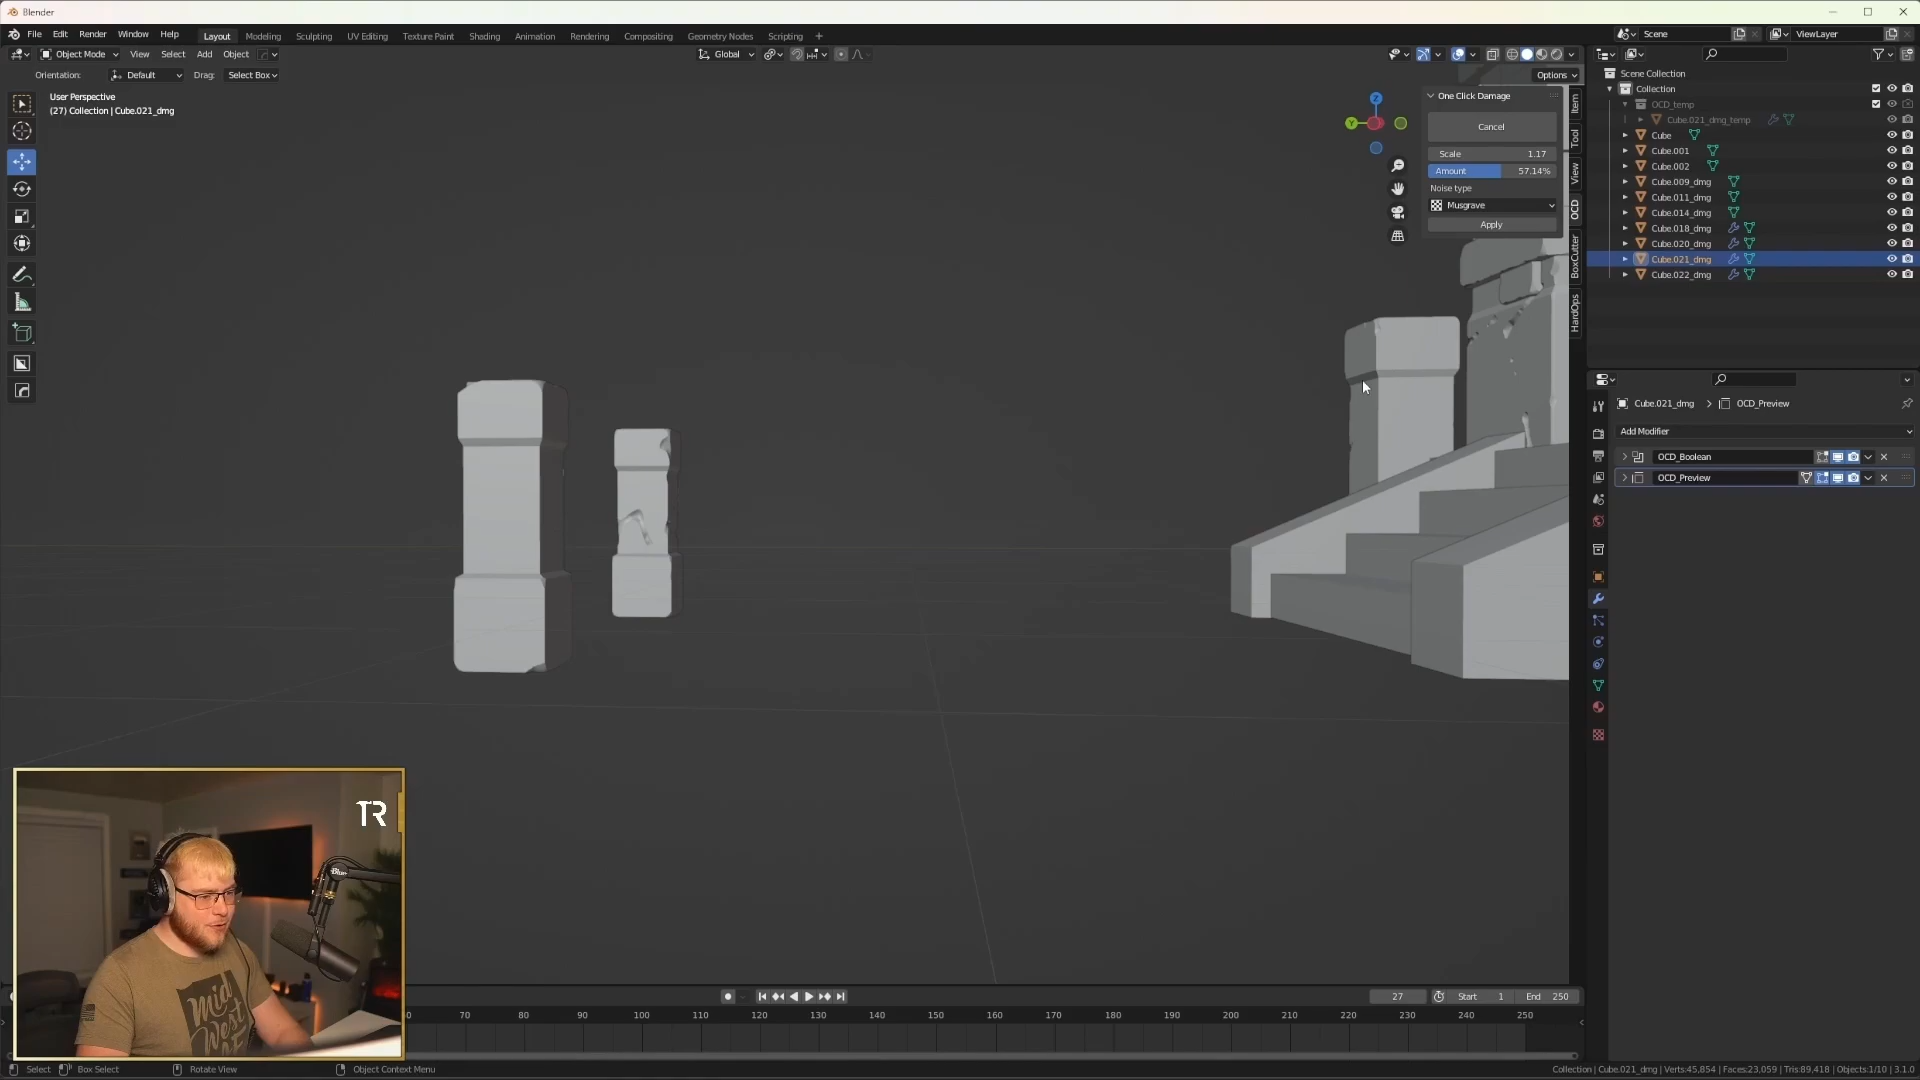 Blender
File Edit Render Window Help Layout Modeling Sculpting UV Editing Texture Paint Shading Animation Rendering Compositing Geometry Nodes Scripting + Scene ViewLayer
Object Mode View Select Add Object Global
Orientation: Default Drag: Select Box Options
User Perspective
(27) Collection | Cube.021_dmg
One Click Damage
Cancel
Scale 1.17
Amount 57.14%
Noise type
Musgrave
Apply
Item
Tool
View
OCD
BoxCutter
HardOps
Z
Y
Scene Collection
Collection
OCD_temp
Cube.021_dmg_temp
Cube
Cube.001
Cube.002
Cube.009_dmg
Cube.011_dmg
Cube.014_dmg
Cube.018_dmg
Cube.020_dmg
Cube.021_dmg
Cube.022_dmg
Cube.021_dmg > OCD_Preview
Add Modifier
OCD_Boolean
OCD_Preview
TR
Mid
West
27 Start 1 End 250
70 80 90 100 110 120 130 140 150 160 170 180 190 200 210 220 230 240 250
Select Box Select Rotate View Object Context Menu
Collection | Cube.021_dmg | Verts:45,854 | Faces:23,059 | Tris:89,418 | Objects:1/10 | 3.1.0